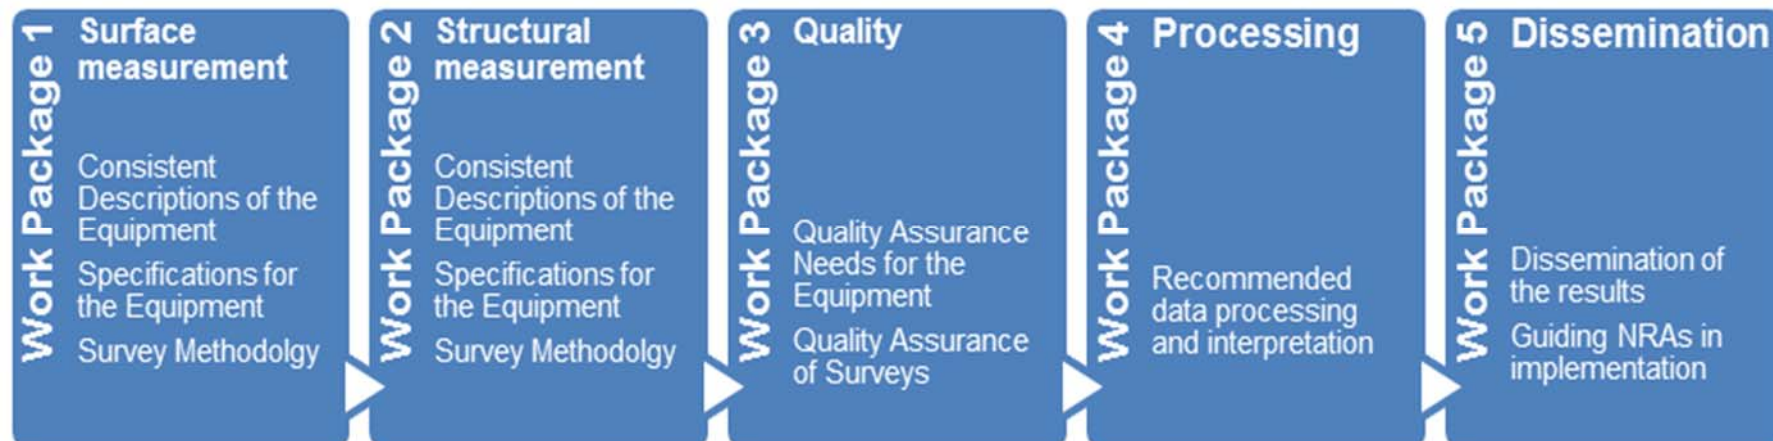 Work Package 1
Surface
measurement
Consistent
Descriptions of the
Equipment
Specifications for
the Equipment
Survey Methodolgy
Work Package 2
Structural
measurement
Consistent
Descriptions of the
Equipment
Specifications for
the Equipment
Survey Methodolgy
Work Package 3
Quality
Quality Assurance
Needs for the
Equipment
Quality Assurance
of Surveys
Work Package 4
Processing
Recommended
data processing
and interpretation
Work Package 5
Dissemination
Dissemination of
the results
Guiding NRAs in
implementation